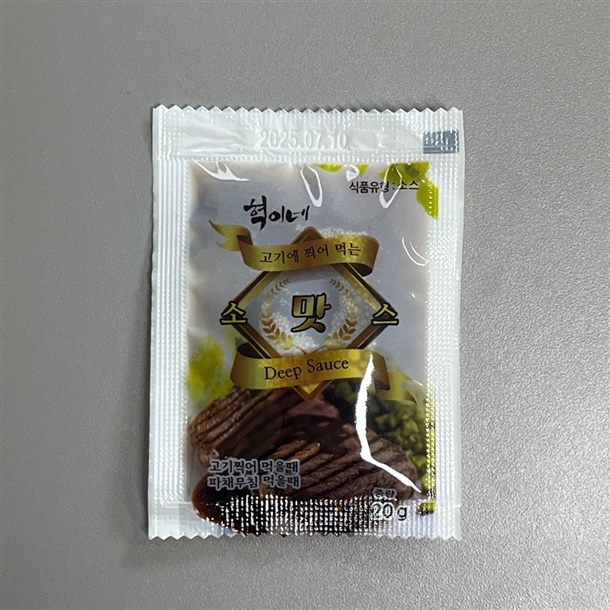 2025.07.10
식품유형 : 소스
혁이네
고기에 찍어 먹는
소 맛 스
Deep Sauce
고기찍어 먹을때
파채무침 먹을때
중량
20g